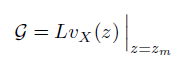 𝒢 = Lv_X(z) |_{z=z_m}